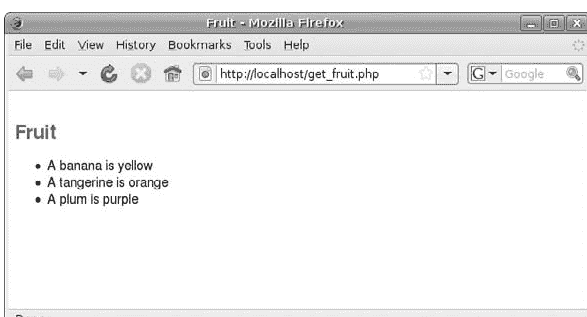 Fruit - Mozilla Firefox
File Edit View History Bookmarks Tools Help
http://localhost/get_fruit.php
G Google
Fruit
• A banana is yellow
• A tangerine is orange
• A plum is purple